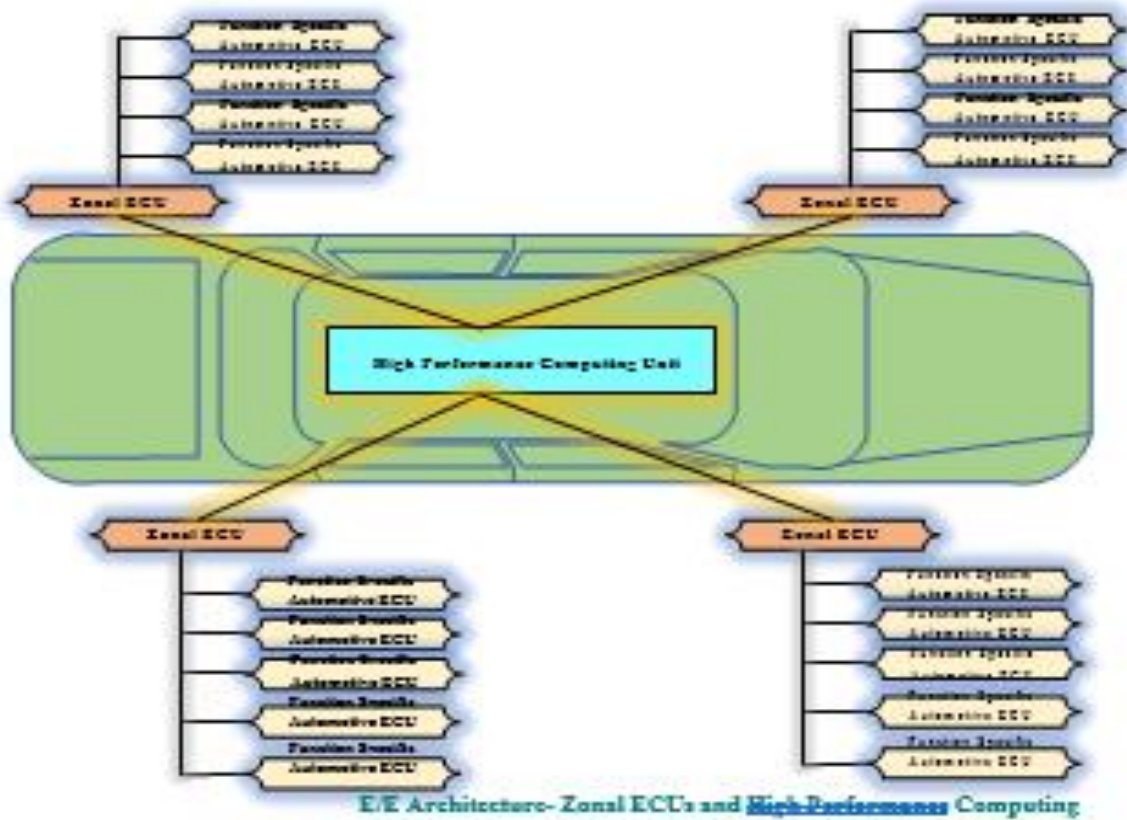 Function Specific
Automotive ECU
Function Specific
Automotive ECU
Function Specific
Automotive ECU
Function Specific
Automotive ECU
Zonal ECU
Function Specific
Automotive ECU
Function Specific
Automotive ECU
Function Specific
Automotive ECU
Function Specific
Automotive ECU
Zonal ECU
High Performance Computing Unit
Zonal ECU
Function Specific
Automotive ECU
Function Specific
Automotive ECU
Function Specific
Automotive ECU
Function Specific
Automotive ECU
Function Specific
Automotive ECU
Zonal ECU
Function Specific
Automotive ECU
Function Specific
Automotive ECU
Function Specific
Automotive ECU
Function Specific
Automotive ECU
Function Specific
Automotive ECU
E/E Architecture- Zonal ECUs and High Performance Computing